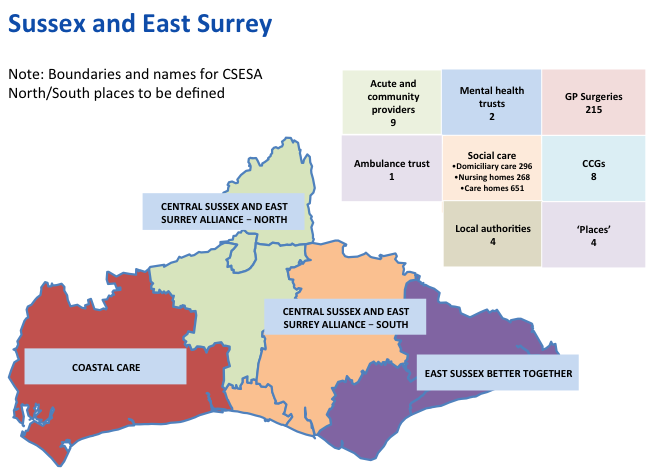 Sussex and East Surrey
Note: Boundaries and names for CSESA
North/South places to be defined
Acute and
community
providers
9
Mental health
trusts
2
GP Surgeries
215
Ambulance trust
1
Social care
•Domiciliary care 296
•Nursing homes 268
•Care homes 651
CCGs
8
Local authorities
4
‘Places’
4
CENTRAL SUSSEX AND EAST
SURREY ALLIANCE – NORTH
CENTRAL SUSSEX AND EAST
SURREY ALLIANCE – SOUTH
COASTAL CARE
EAST SUSSEX BETTER TOGETHER